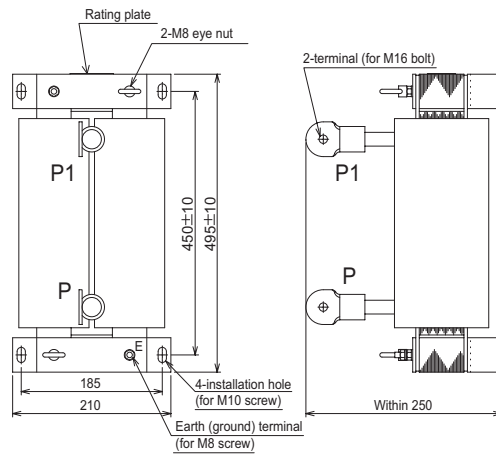 Rating plate
2-M8 eye nut
2-terminal (for M16 bolt)
P1
P1
P
P
450±10
495±10
E
185
210
4-installation hole
(for M10 screw)
Earth (ground) terminal
(for M8 screw)
Within 250